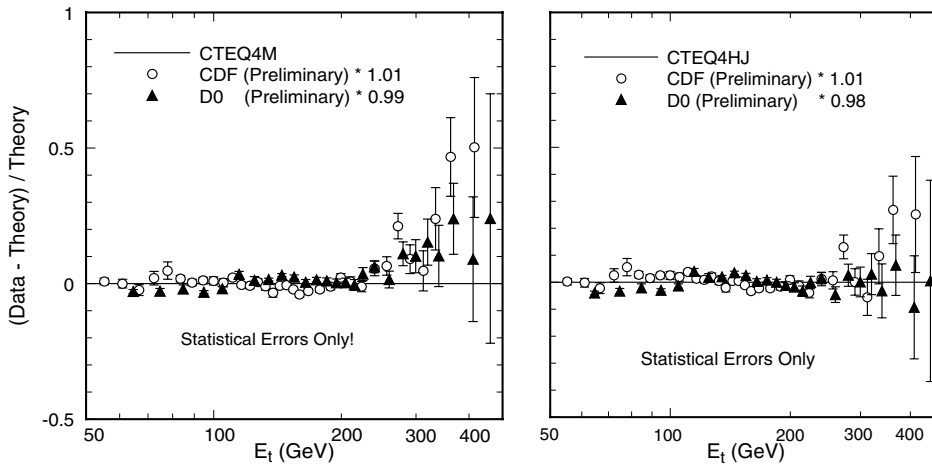 (Data - Theory) / Theory
1
0.5
0
-0.5
CTEQ4M
CDF (Preliminary) * 1.01
D0 (Preliminary) * 0.99
Statistical Errors Only!
50 100 200 300 400
E_t (GeV)
CTEQ4HJ
CDF (Preliminary) * 1.01
D0 (Preliminary) * 0.98
Statistical Errors Only
50 100 200 300 400
E_t (GeV)